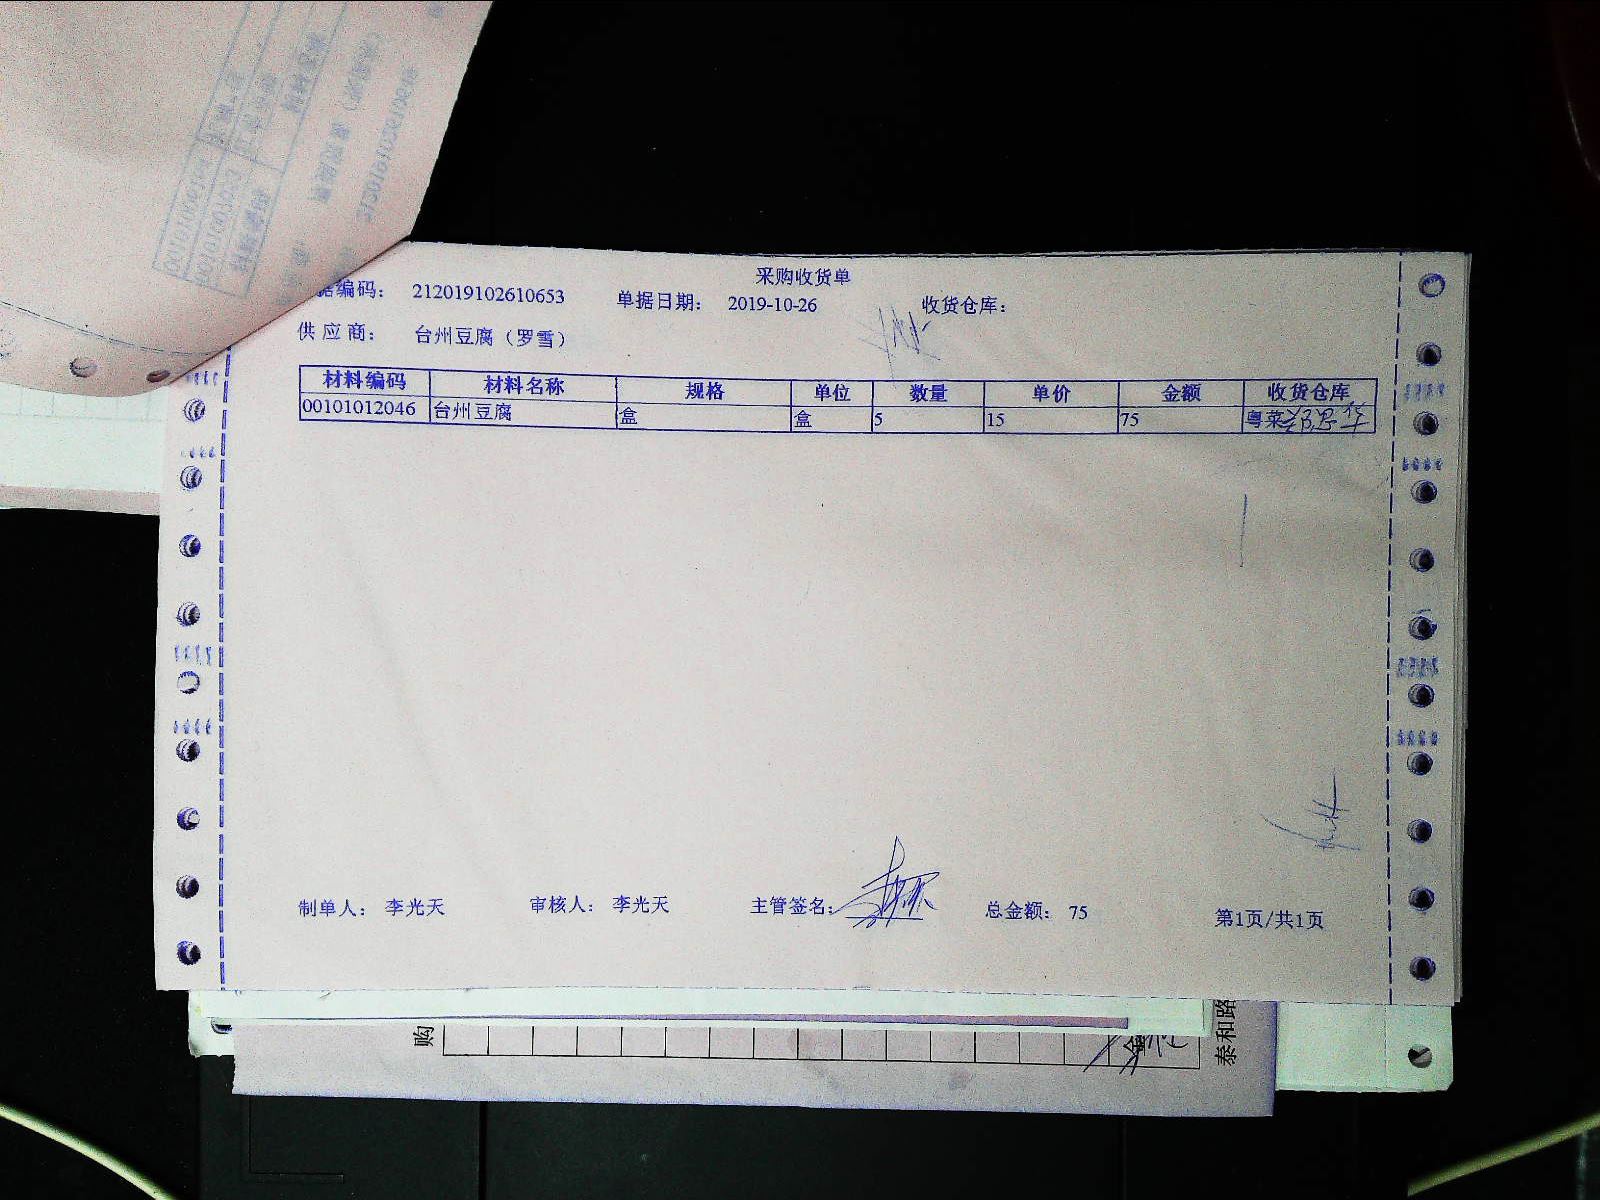 采购收货单
据编码： 212019102610653 单据日期： 2019-10-26 收货仓库：
供 应 商： 台州豆腐（罗雪）
材料编码 材料名称 规格 单位 数量 单价 金额 收货仓库
00101012046 台州豆腐 盒 盒 5 15 75 粤菜
制单人： 李光天 审核人： 李光天 主管签名： 总金额： 75 第1页/共1页
购
泰和路